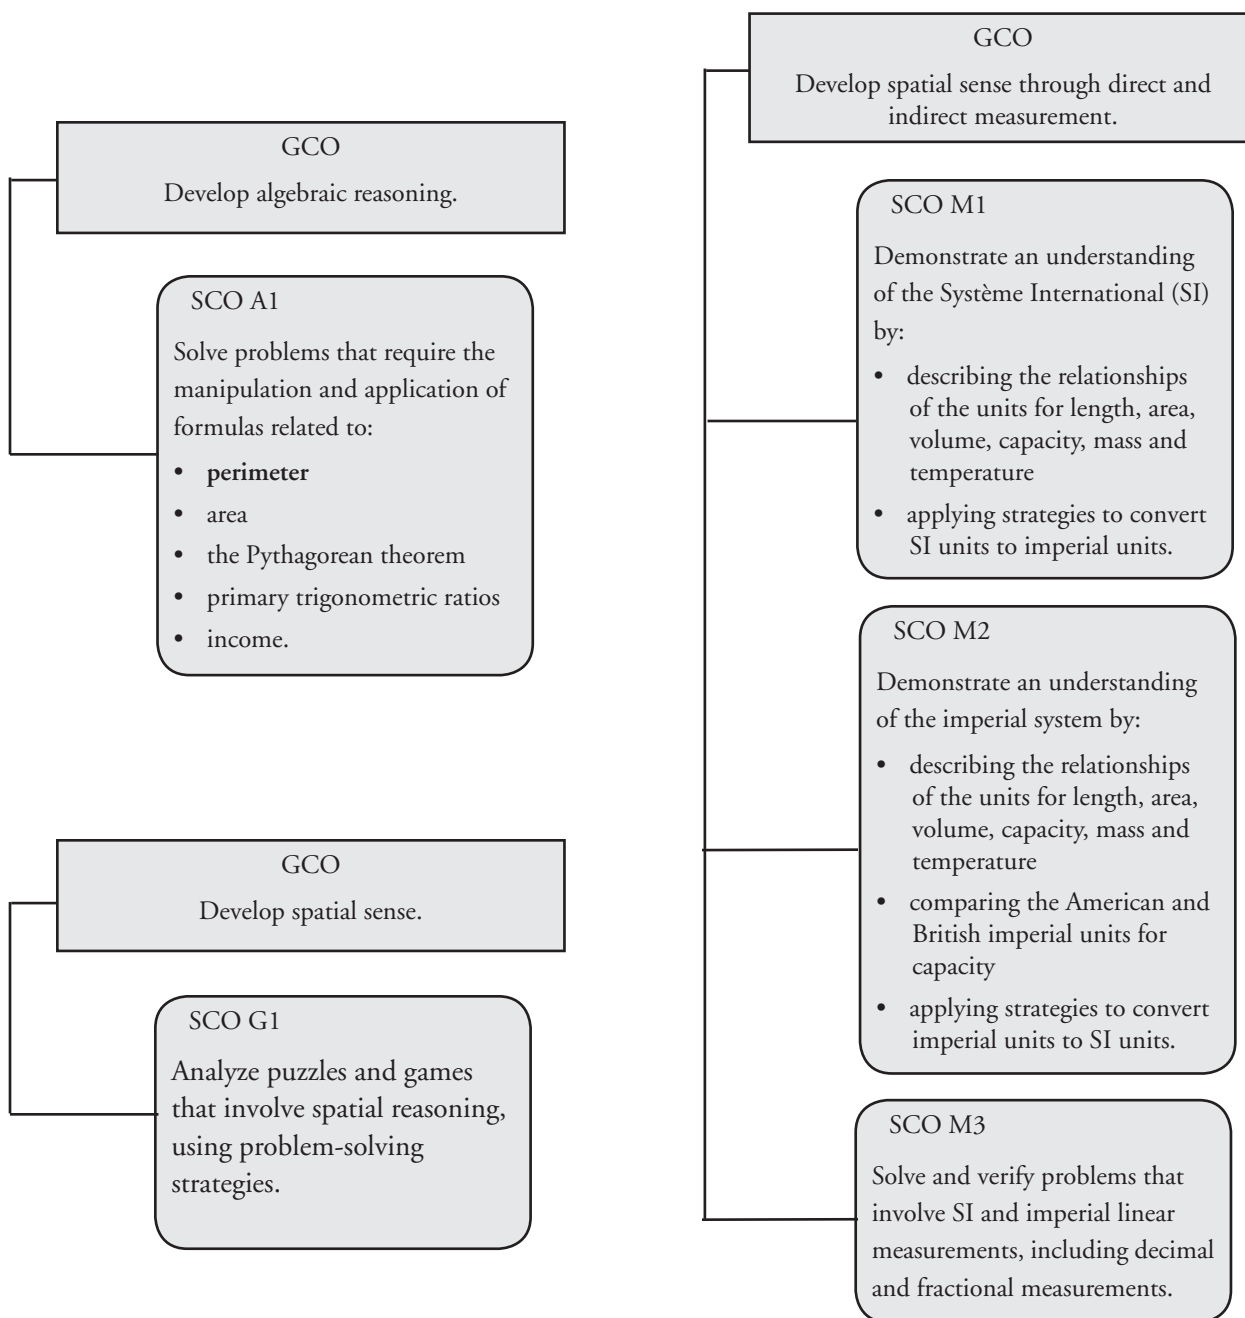 GCO
Develop algebraic reasoning.
SCO A1
Solve problems that require the
manipulation and application of
formulas related to:
• perimeter
• area
• the Pythagorean theorem
• primary trigonometric ratios
• income.
GCO
Develop spatial sense.
SCO G1
Analyze puzzles and games
that involve spatial reasoning,
using problem-solving
strategies.
GCO
Develop spatial sense through direct and
indirect measurement.
SCO M1
Demonstrate an understanding
of the Système International (SI)
by:
• describing the relationships
of the units for length, area,
volume, capacity, mass and
temperature
• applying strategies to convert
SI units to imperial units.
SCO M2
Demonstrate an understanding
of the imperial system by:
• describing the relationships
of the units for length, area,
volume, capacity, mass and
temperature
• comparing the American and
British imperial units for
capacity
• applying strategies to convert
imperial units to SI units.
SCO M3
Solve and verify problems that
involve SI and imperial linear
measurements, including decimal
and fractional measurements.